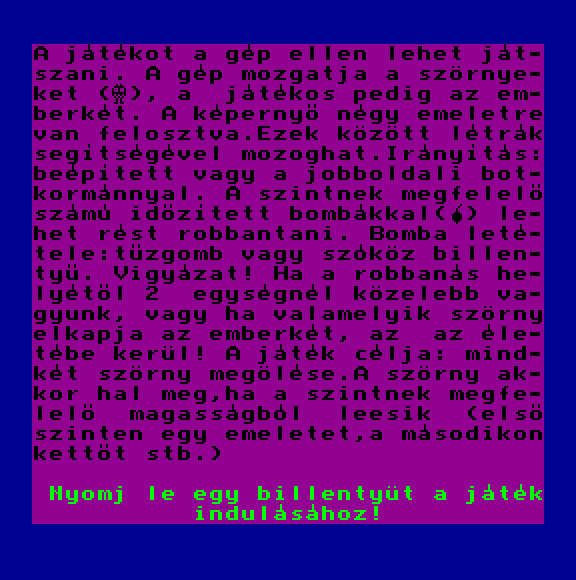 A játékot a gép ellen lehet ját-
szani. A gép mozgatja a szörnye-
ket (), a játékos pedig az em-
berkét. A képernyö négy emeletre
van felosztva.Ezek között létrák
segitségével mozoghat.Irányitás:
beépitett vagy a jobboldali bot-
kormánnyal. A szintnek megfelelö
számú idözitett bombákkal() le-
het rést robbantani. Bomba leté-
tele:tüzgomb vagy szóköz billen-
tyü. Vigyázat! Ha a robbanás he-
lyétöl 2 egységnél közelebb va-
gyunk, vagy ha valamelyik szörny
elkapja az emberkét, az az éle-
tébe kerül! A játék célja: mind-
két szörny megölése.A szörny ak-
kor hal meg,ha a szintnek megfe-
lelö magasságból leesik (elsö
szinten egy emeletet,a másodikon
kettöt stb.)
Nyomj le egy billentyüt a játék
indulásához!